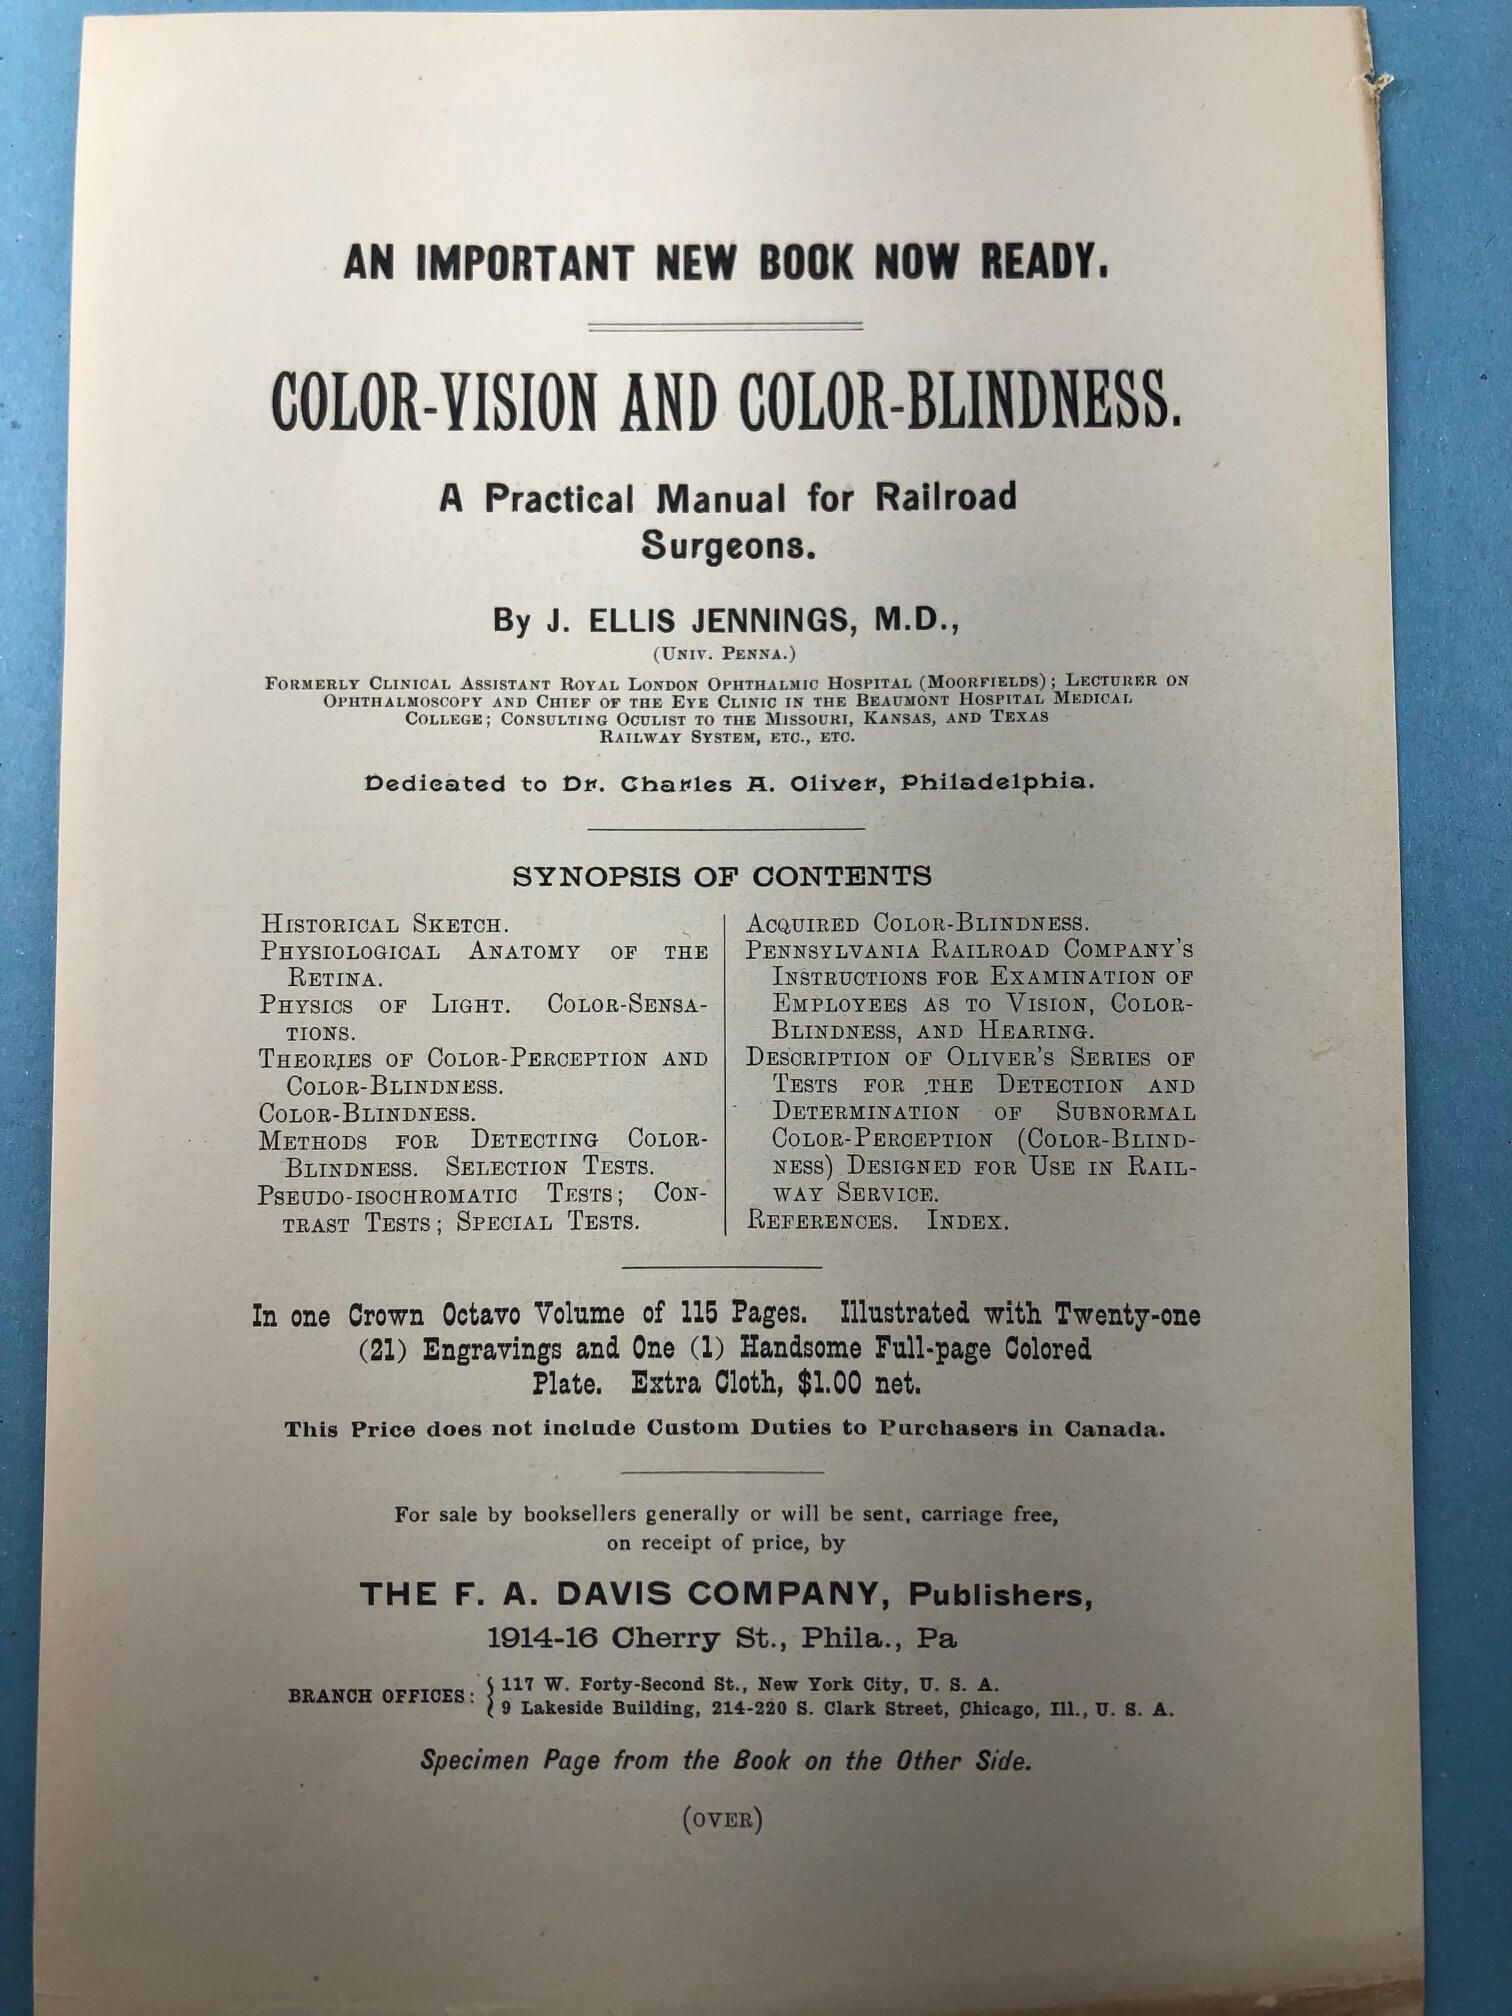 AN IMPORTANT NEW BOOK NOW READY.
COLOR-VISION AND COLOR-BLINDNESS.
A Practical Manual for Railroad
Surgeons.
By J. ELLIS JENNINGS, M.D.,
(UNIV. PENNA.)
FORMERLY CLINICAL ASSISTANT ROYAL LONDON OPHTHALMIC HOSPITAL (MOORFIELDS); LECTURER ON
OPHTHALMOSCOPY AND CHIEF OF THE EYE CLINIC IN THE BEAUMONT HOSPITAL MEDICAL
COLLEGE; CONSULTING OCULIST TO THE MISSOURI, KANSAS, AND TEXAS
RAILWAY SYSTEM, ETC., ETC.
Dedicated to Dr. Charles A. Oliver, Philadelphia.
SYNOPSIS OF CONTENTS
HISTORICAL SKETCH.
PHYSIOLOGICAL ANATOMY OF THE
RETINA.
PHYSICS OF LIGHT. COLOR-SENSA-
TIONS.
THEORIES OF COLOR-PERCEPTION AND
COLOR-BLINDNESS.
COLOR-BLINDNESS.
METHODS FOR DETECTING COLOR-
BLINDNESS. SELECTION TESTS.
PSEUDO-ISOCHROMATIC TESTS; CON-
TRAST TESTS; SPECIAL TESTS.
ACQUIRED COLOR-BLINDNESS.
PENNSYLVANIA RAILROAD COMPANY'S
INSTRUCTIONS FOR EXAMINATION OF
EMPLOYEES AS TO VISION, COLOR-
BLINDNESS, AND HEARING.
DESCRIPTION OF OLIVER'S SERIES OF
TESTS FOR THE DETECTION AND
DETERMINATION OF SUBNORMAL
COLOR-PERCEPTION (COLOR-BLIND-
NESS) DESIGNED FOR USE IN RAIL-
WAY SERVICE.
REFERENCES. INDEX.
In one Crown Octavo Volume of 115 Pages. Illustrated with Twenty-one
(21) Engravings and One (1) Handsome Full-page Colored
Plate. Extra Cloth, $1.00 net.
This Price does not include Custom Duties to Purchasers in Canada.
For sale by booksellers generally or will be sent, carriage free,
on receipt of price, by
THE F. A. DAVIS COMPANY, Publishers,
1914-16 Cherry St., Phila., Pa
BRANCH OFFICES: { 117 W. Forty-Second St., New York City, U. S. A.
9 Lakeside Building, 214-220 S. Clark Street, Chicago, Ill., U. S. A.
Specimen Page from the Book on the Other Side.
(OVER)